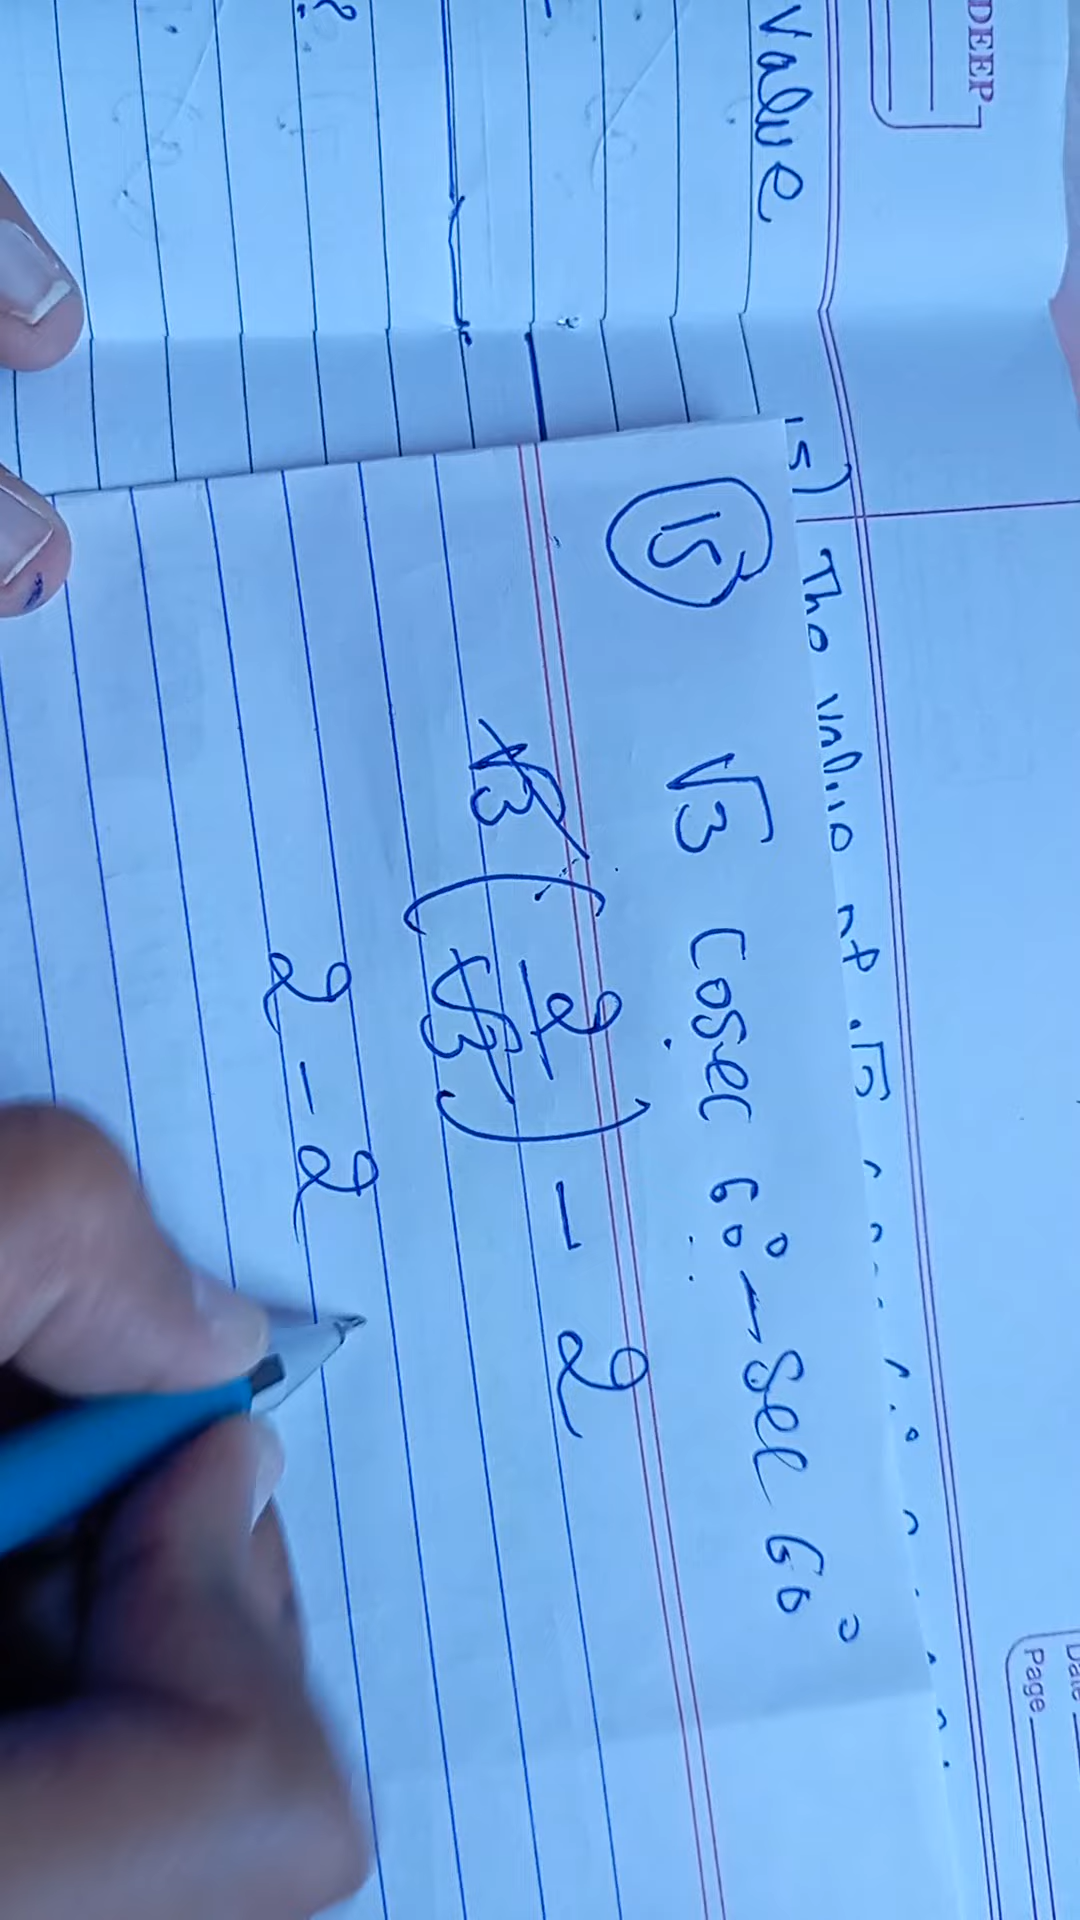 DEEP
Value
15) The value of √
15 √3 Cosec 60° - Sec 60°
√3 ( 2/√3 ) - 2
2 - 2
Date
Page